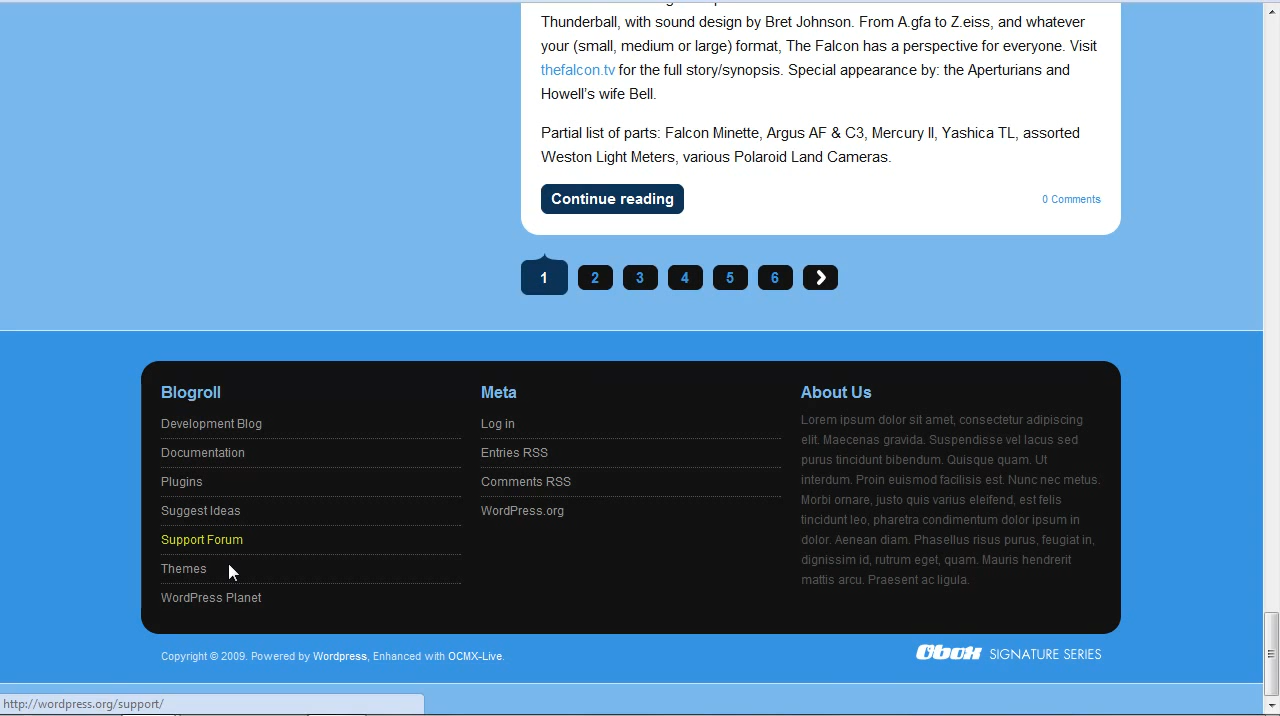 Thunderball, with sound design by Bret Johnson. From A.gfa to Z.eiss, and whatever
your (small, medium or large) format, The Falcon has a perspective for everyone. Visit
thefalcon.tv for the full story/synopsis. Special appearance by: the Aperturians and
Howell's wife Bell.
Partial list of parts: Falcon Minette, Argus AF & C3, Mercury II, Yashica TL, assorted
Weston Light Meters, various Polaroid Land Cameras.
Continue reading
0 Comments
1 2 3 4 5 6
Blogroll
Development Blog
Documentation
Plugins
Suggest Ideas
Support Forum
Themes
WordPress Planet
Meta
Log in
Entries RSS
Comments RSS
WordPress.org
About Us
Lorem ipsum dolor sit amet, consectetur adipiscing
elit. Maecenas gravida. Suspendisse vel lacus sed
purus tincidunt bibendum. Quisque quam. Ut
interdum. Proin euismod facilisis est. Nunc nec metus.
Morbi ornare, justo quis varius eleifend, est felis
tincidunt leo, pharetra condimentum dolor ipsum in
dolor. Aenean diam. Phasellus risus purus, feugiat in,
dignissim id, rutrum eget, quam. Mauris hendrerit
mattis arcu. Praesent ac ligula.
Copyright © 2009. Powered by Wordpress, Enhanced with OCMX-Live.
Obox SIGNATURE SERIES
http://wordpress.org/support/